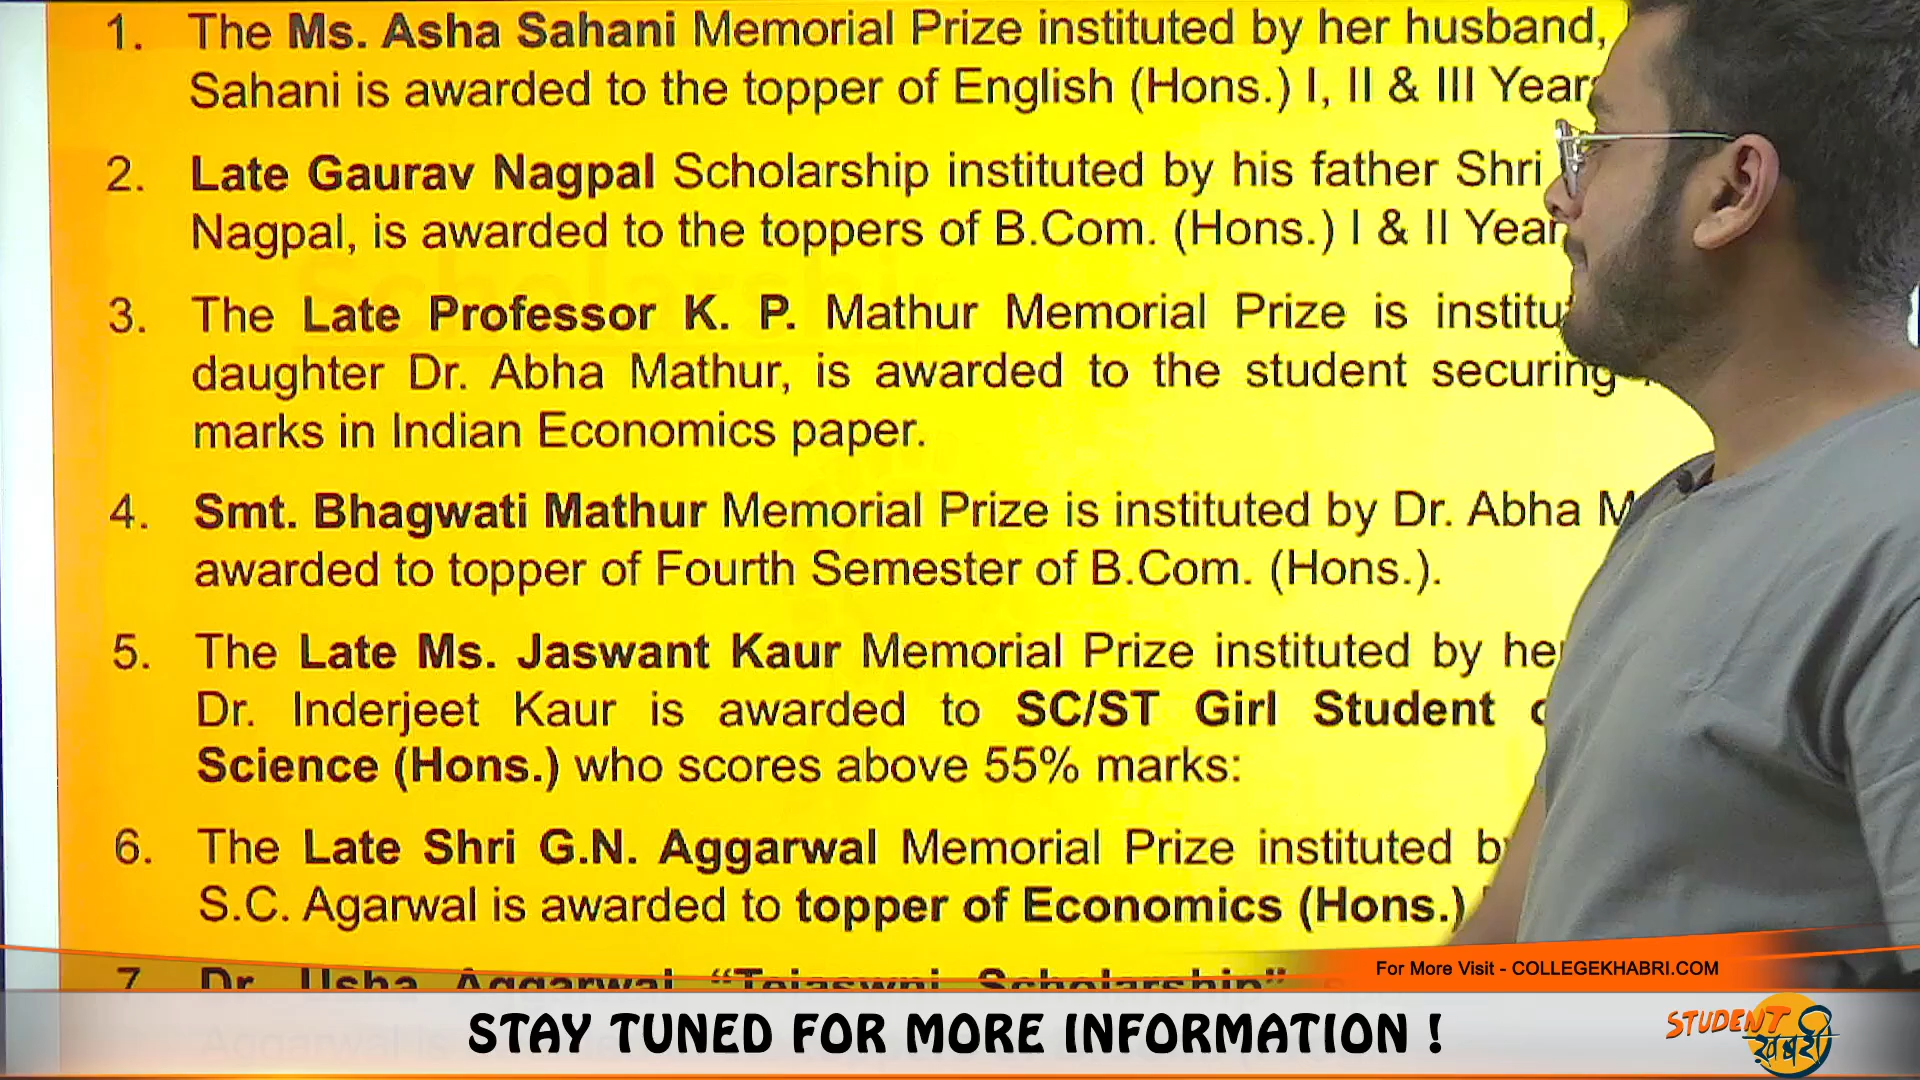 1. The Ms. Asha Sahani Memorial Prize instituted by her husband,
Sahani is awarded to the topper of English (Hons.) I, II & III Year
2. Late Gaurav Nagpal Scholarship instituted by his father Shri
Nagpal, is awarded to the toppers of B.Com. (Hons.) I & II Year
3. The Late Professor K. P. Mathur Memorial Prize is
daughter Dr. Abha Mathur, is awarded to the student securing
marks in Indian Economics paper.
4. Smt. Bhagwati Mathur Memorial Prize is instituted by Dr. Abha
awarded to topper of Fourth Semester of B.Com. (Hons.).
5. The Late Ms. Jaswant Kaur Memorial Prize instituted by
Dr. Inderjeet Kaur is awarded to SC/ST Girl Student
Science (Hons.) who scores above 55% marks:
6. The Late Shri G.N. Aggarwal Memorial Prize instituted
S.C. Agarwal is awarded to topper of Economics (Hons.)
7. Dr. Usha Aggarwal “Tejaswni Scholarship”
For More Visit - COLLEGEKHABRI.COM
STAY TUNED FOR MORE INFORMATION !
STUDENT
ख़बरी